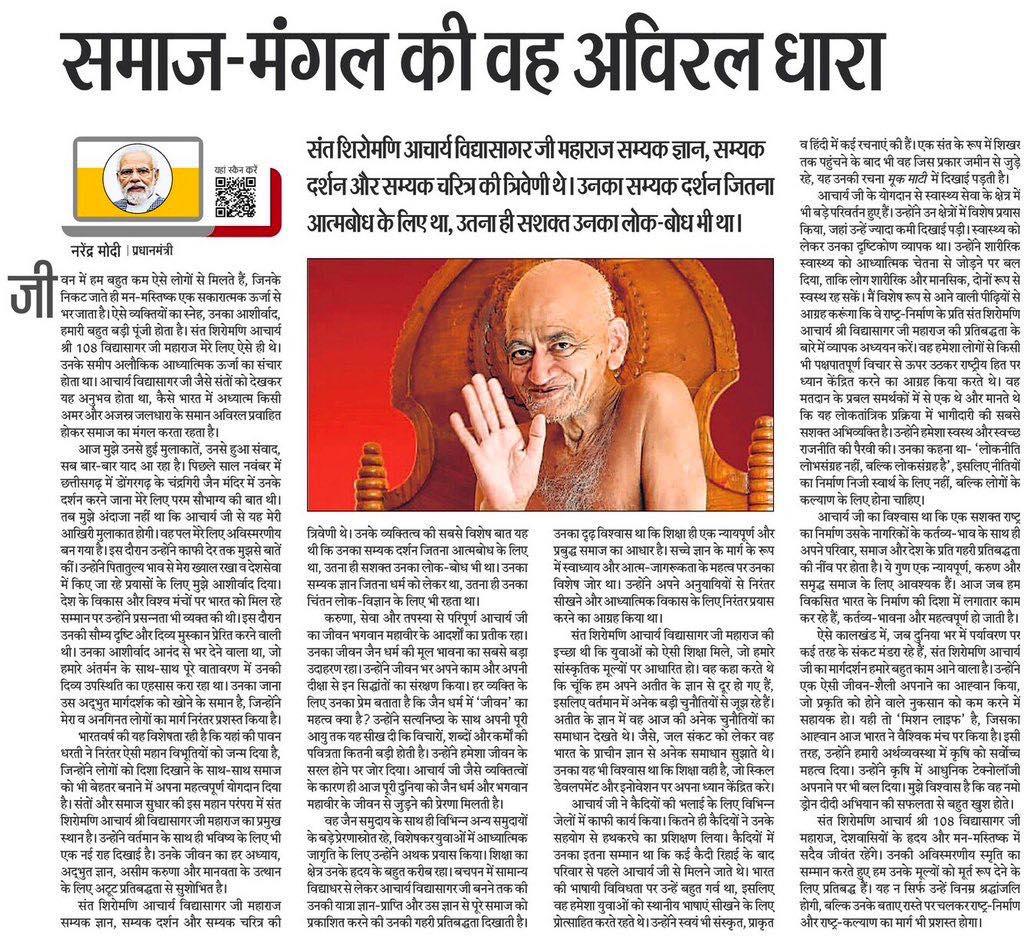 समाज-मंगल की वह अविरल धारा
यहां स्कैन करें
नरेंद्र मोदी | प्रधानमंत्री
संत शिरोमणि आचार्य विद्यासागर जी महाराज सम्यक ज्ञान, सम्यक
दर्शन और सम्यक चरित्र की त्रिवेणी थे। उनका सम्यक दर्शन जितना
आत्मबोध के लिए था, उतना ही सशक्त उनका लोक-बोध भी था।
जीवन में हम बहुत कम ऐसे लोगों से मिलते हैं, जिनके
निकट जाते ही मन-मस्तिष्क एक सकारात्मक ऊर्जा से
भर जाता है। ऐसे व्यक्तियों का स्नेह, उनका आशीर्वाद,
हमारी बहुत बड़ी पूंजी होता है। संत शिरोमणि आचार्य
श्री 108 विद्यासागर जी महाराज मेरे लिए ऐसे ही थे।
उनके समीप अलौकिक आध्यात्मिक ऊर्जा का संचार
होता था। आचार्य विद्यासागर जी जैसे संतों को देखकर
यह अनुभव होता था, कैसे भारत में अध्यात्म किसी
अमर और अजस्र जलधारा के समान अविरल प्रवाहित
होकर समाज का मंगल करता रहता है।
आज मुझे उनसे हुई मुलाकातें, उनसे हुआ संवाद,
सब बार-बार याद आ रहा है। पिछले साल नवंबर में
छत्तीसगढ़ में डोंगरगढ़ के चंद्रगिरी जैन मंदिर में उनके
दर्शन करने जाना मेरे लिए परम सौभाग्य की बात थी।
तब मुझे अंदाजा नहीं था कि आचार्य जी से यह मेरी
आखिरी मुलाकात होगी। वह पल मेरे लिए अविस्मरणीय
बन गया है। इस दौरान उन्होंने काफी देर तक मुझसे बातें
कीं। उन्होंने पितातुल्य भाव से मेरा ख्याल रखा व देशसेवा
में किए जा रहे प्रयासों के लिए मुझे आशीर्वाद दिया।
देश के विकास और विश्व मंचों पर भारत को मिल रहे
सम्मान पर उन्होंने प्रसन्नता भी व्यक्त की थी। इस दौरान
उनकी सौम्य दृष्टि और दिव्य मुस्कान प्रेरित करने वाली
थी। उनका आशीर्वाद आनंद से भर देने वाला था, जो
हमारे अंतर्मन के साथ-साथ पूरे वातावरण में उनकी
दिव्य उपस्थिति का एहसास करा रहा था। उनका जाना
उस अद्भुत मार्गदर्शक को खोने के समान है, जिन्होंने
मेरा व अनगिनत लोगों का मार्ग निरंतर प्रशस्त किया है।
भारतवर्ष की यह विशेषता रही है कि यहां की पावन
धरती ने निरंतर ऐसी महान विभूतियों को जन्म दिया है,
जिन्होंने लोगों को दिशा दिखाने के साथ-साथ समाज
को भी बेहतर बनाने में अपना महत्वपूर्ण योगदान दिया
है। संतों और समाज सुधार की इस महान परंपरा में संत
शिरोमणि आचार्य श्री विद्यासागर जी महाराज का प्रमुख
स्थान है। उन्होंने वर्तमान के साथ ही भविष्य के लिए भी
एक नई राह दिखाई है। उनके जीवन का हर अध्याय,
अद्भुत ज्ञान, असीम करुणा और मानवता के उत्थान
के लिए अटूट प्रतिबद्धता से सुशोभित है।
संत शिरोमणि आचार्य विद्यासागर जी महाराज
सम्यक ज्ञान, सम्यक दर्शन और सम्यक चरित्र की
त्रिवेणी थे। उनके व्यक्तित्व की सबसे विशेष बात यह
थी कि उनका सम्यक दर्शन जितना आत्मबोध के लिए
था, उतना ही सशक्त उनका लोक-बोध भी था। उनका
सम्यक ज्ञान जितना धर्म को लेकर था, उतना ही उनका
चिंतन लोक-विज्ञान के लिए भी रहता था।
करुणा, सेवा और तपस्या से परिपूर्ण आचार्य जी
का जीवन भगवान महावीर के आदर्शों का प्रतीक रहा।
उनका जीवन जैन धर्म की मूल भावना का सबसे बड़ा
उदाहरण रहा। उन्होंने जीवन भर अपने काम और अपनी
दीक्षा से इन सिद्धांतों का संरक्षण किया। हर व्यक्ति के
लिए उनका प्रेम बताता है कि जैन धर्म में 'जीवन' का
महत्व क्या है? उन्होंने सत्यनिष्ठा के साथ अपनी पूरी
आयु तक यह सीख दी कि विचारों, शब्दों और कर्मों की
पवित्रता कितनी बड़ी होती है। उन्होंने हमेशा जीवन के
सरल होने पर जोर दिया। आचार्य जी जैसे व्यक्तित्वों
के कारण ही आज पूरी दुनिया को जैन धर्म और भगवान
महावीर के जीवन से जुड़ने की प्रेरणा मिलती है।
वह जैन समुदाय के साथ ही विभिन्न अन्य समुदायों
के बड़े प्रेरणास्रोत रहे, विशेषकर युवाओं में आध्यात्मिक
जागृति के लिए उन्होंने अथक प्रयास किया। शिक्षा का
क्षेत्र उनके हृदय के बहुत करीब रहा। बचपन में सामान्य
विद्याधर से लेकर आचार्य विद्यासागर जी बनने तक की
उनकी यात्रा ज्ञान-प्राप्ति और उस ज्ञान से पूरे समाज को
प्रकाशित करने की उनकी गहरी प्रतिबद्धता दिखाती है।
उनका दृढ़ विश्वास था कि शिक्षा ही एक न्यायपूर्ण और
प्रबुद्ध समाज का आधार है। सच्चे ज्ञान के मार्ग के रूप
में स्वाध्याय और आत्म-जागरूकता के महत्व पर उनका
विशेष जोर था। उन्होंने अपने अनुयायियों से निरंतर
सीखने और आध्यात्मिक विकास के लिए निरंतर प्रयास
करने का आग्रह किया था।
संत शिरोमणि आचार्य विद्यासागर जी महाराज की
इच्छा थी कि युवाओं को ऐसी शिक्षा मिले, जो हमारे
सांस्कृतिक मूल्यों पर आधारित हो। वह कहा करते थे
कि चूंकि हम अपने अतीत के ज्ञान से दूर हो गए हैं,
इसलिए वर्तमान में अनेक बड़ी चुनौतियों से जूझ रहे हैं।
अतीत के ज्ञान में वह आज की अनेक चुनौतियों का
समाधान देखते थे। जैसे, जल संकट को लेकर वह
भारत के प्राचीन ज्ञान से अनेक समाधान सुझाते थे।
उनका यह भी विश्वास था कि शिक्षा वही है, जो स्किल
डेवलपमेंट और इनोवेशन पर अपना ध्यान केंद्रित करे।
आचार्य जी ने कैदियों की भलाई के लिए विभिन्न
जेलों में काफी कार्य किया। कितने ही कैदियों ने उनके
सहयोग से हथकरघे का प्रशिक्षण लिया। कैदियों में
उनका इतना सम्मान था कि कई कैदी रिहाई के बाद
परिवार से पहले आचार्य जी से मिलने जाते थे। भारत
की भाषायी विविधता पर उन्हें बहुत गर्व था, इसलिए
वह हमेशा युवाओं को स्थानीय भाषाएं सीखने के लिए
प्रोत्साहित करते रहते थे। उन्होंने स्वयं भी संस्कृत, प्राकृत
व हिंदी में कई रचनाएं की हैं। एक संत के रूप में शिखर
तक पहुंचने के बाद भी वह जिस प्रकार जमीन से जुड़े
रहे, यह उनकी रचना मूक माटी में दिखाई पड़ती है।
आचार्य जी के योगदान से स्वास्थ्य सेवा के क्षेत्र में
भी बड़े परिवर्तन हुए हैं। उन्होंने उन क्षेत्रों में विशेष प्रयास
किया, जहां उन्हें ज्यादा कमी दिखाई पड़ी। स्वास्थ्य को
लेकर उनका दृष्टिकोण व्यापक था। उन्होंने शारीरिक
स्वास्थ्य को आध्यात्मिक चेतना से जोड़ने पर बल
दिया, ताकि लोग शारीरिक और मानसिक, दोनों रूप से
स्वस्थ रह सकें। मैं विशेष रूप से आने वाली पीढ़ियों से
आग्रह करूंगा कि वे राष्ट्र-निर्माण के प्रति संत शिरोमणि
आचार्य श्री विद्यासागर जी महाराज की प्रतिबद्धता के
बारे में व्यापक अध्ययन करें। वह हमेशा लोगों से किसी
भी पक्षपातपूर्ण विचार से ऊपर उठकर राष्ट्रीय हित पर
ध्यान केंद्रित करने का आग्रह किया करते थे। वह
मतदान के प्रबल समर्थकों में से एक थे और मानते थे
कि यह लोकतांत्रिक प्रक्रिया में भागीदारी की सबसे
सशक्त अभिव्यक्ति है। उन्होंने हमेशा स्वस्थ और स्वच्छ
राजनीति की पैरवी की। उनका कहना था- 'लोकनीति
लोभसंग्रह नहीं, बल्कि लोकसंग्रह है', इसलिए नीतियों
का निर्माण निजी स्वार्थ के लिए नहीं, बल्कि लोगों के
कल्याण के लिए होना चाहिए।
आचार्य जी का विश्वास था कि एक सशक्त राष्ट्र
का निर्माण उसके नागरिकों के कर्तव्य-भाव के साथ ही
अपने परिवार, समाज और देश के प्रति गहरी प्रतिबद्धता
की नींव पर होता है। ये गुण एक न्यायपूर्ण, करुण और
समृद्ध समाज के लिए आवश्यक हैं। आज जब हम
विकसित भारत के निर्माण की दिशा में लगातार काम
कर रहे हैं, कर्तव्य-भावना और महत्वपूर्ण हो जाती है।
ऐसे कालखंड में, जब दुनिया भर में पर्यावरण पर
कई तरह के संकट मंडरा रहे हैं, संत शिरोमणि आचार्य
जी का मार्गदर्शन हमारे बहुत काम आने वाला है। उन्होंने
एक ऐसी जीवन-शैली अपनाने का आह्वान किया,
जो प्रकृति को होने वाले नुकसान को कम करने में
सहायक हो। यही तो 'मिशन लाइफ' है, जिसका
आह्वान आज भारत ने वैश्विक मंच पर किया है। इसी
तरह, उन्होंने हमारी अर्थव्यवस्था में कृषि को सर्वोच्च
महत्व दिया। उन्होंने कृषि में आधुनिक टेक्नोलॉजी
अपनाने पर भी बल दिया। मुझे विश्वास है कि वह नमो
ड्रोन दीदी अभियान की सफलता से बहुत खुश होते।
संत शिरोमणि आचार्य श्री 108 विद्यासागर जी
महाराज, देशवासियों के हृदय और मन-मस्तिष्क में
सदैव जीवंत रहेंगे। उनकी अविस्मरणीय स्मृति का
सम्मान करते हुए हम उनके मूल्यों को मूर्त रूप देने के
लिए प्रतिबद्ध हैं। यह न सिर्फ उन्हें विनम्र श्रद्धांजलि
होगी, बल्कि उनके बताए रास्ते पर चलकर राष्ट्र-निर्माण
और राष्ट्र-कल्याण का मार्ग भी प्रशस्त होगा।